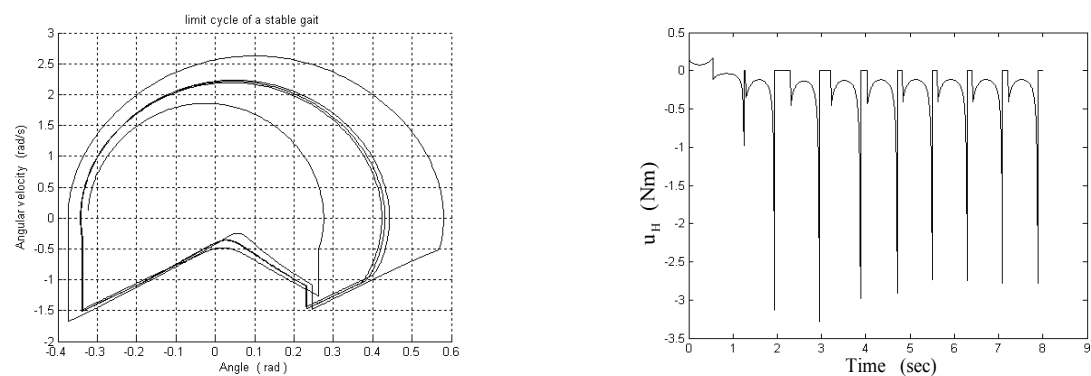 limit cycle of a stable gait
3
2.5
2
1.5
1
0.5
0
-0.5
-1
-1.5
-2
-0.4 -0.3 -0.2 -0.1 0 0.1 0.2 0.3 0.4 0.5 0.6
Angle ( rad )
Angular velocity (rad/s)
0.5
0
-0.5
-1
-1.5
-2
-2.5
-3
-3.5
0 1 2 3 4 5 6 7 8 9
Time (sec)
u_H (Nm)